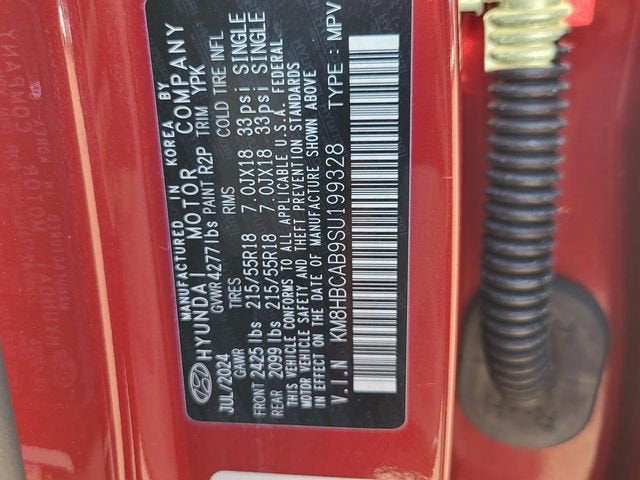 MANUFACTURED IN KOREA BY
HYUNDAI MOTOR COMPANY
JUL/2024 GVWR 4277 lbs PAINT R2P TRIM YPK
GAWR TIRES RIMS COLD TIRE INFL
FRONT 2425 lbs 215/55R18 7.0JX18 33psi SINGLE
REAR 2099 lbs 215/55R18 7.0JX18 33psi SINGLE
THIS VEHICLE CONFORMS TO ALL APPLICABLE U.S.A. FEDERAL
MOTOR VEHICLE SAFETY AND THEFT PREVENTION STANDARDS
IN EFFECT ON THE DATE OF MANUFACTURE SHOWN ABOVE
V.I.N KM8HBCAB9SU199328 TYPE : MPV